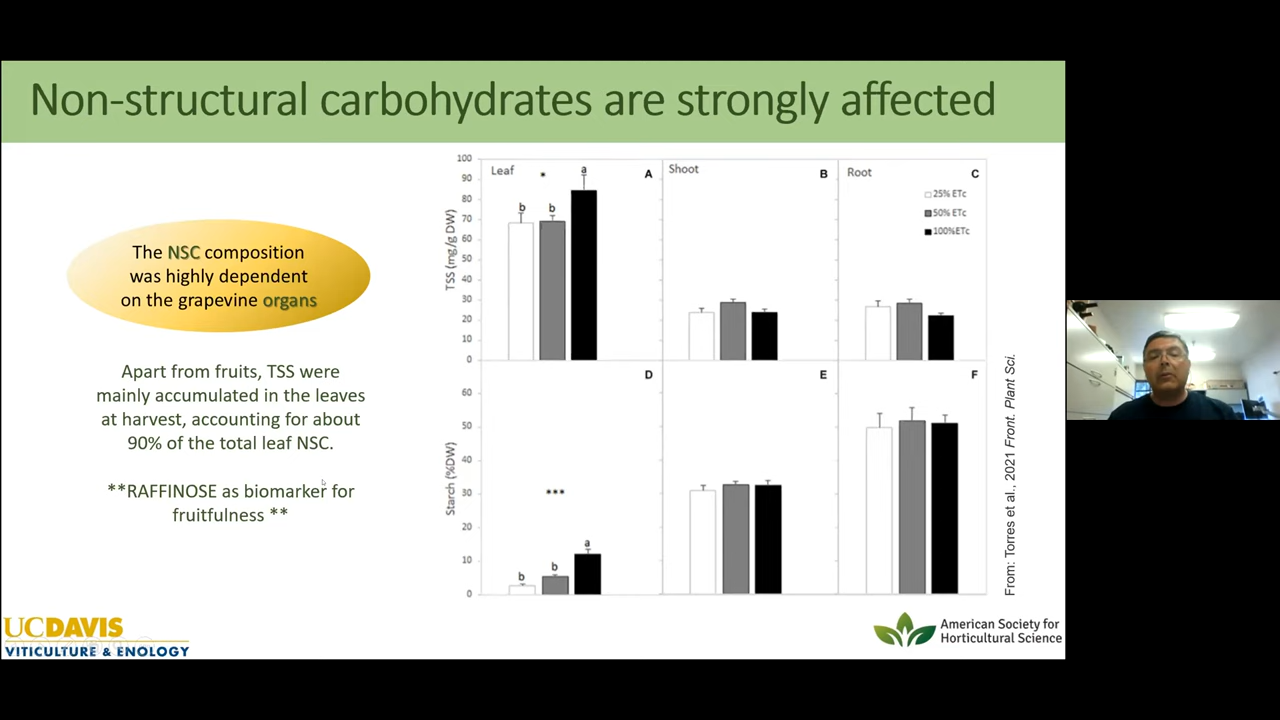 Non-structural carbohydrates are strongly affected
The NSC composition
was highly dependent
on the grapevine organs
Apart from fruits, TSS were
mainly accumulated in the leaves
at harvest, accounting for about
90% of the total leaf NSC.
**RAFFINOSE as biomarker for
fruitfulness **
TSS (mg/g DW)
100
90
80
70
60
50
40
30
20
10
0
Leaf
*
A
b
b
a
Shoot
B
Root
C
25% ETc
50% ETc
100%ETc
Starch (%DW)
60
50
40
30
20
10
0
D
***
b
b
a
E
F
From: Torres et al., 2021 Front. Plant Sci.
UCDAVIS
VITICULTURE & ENOLOGY
American Society for
Horticultural Science